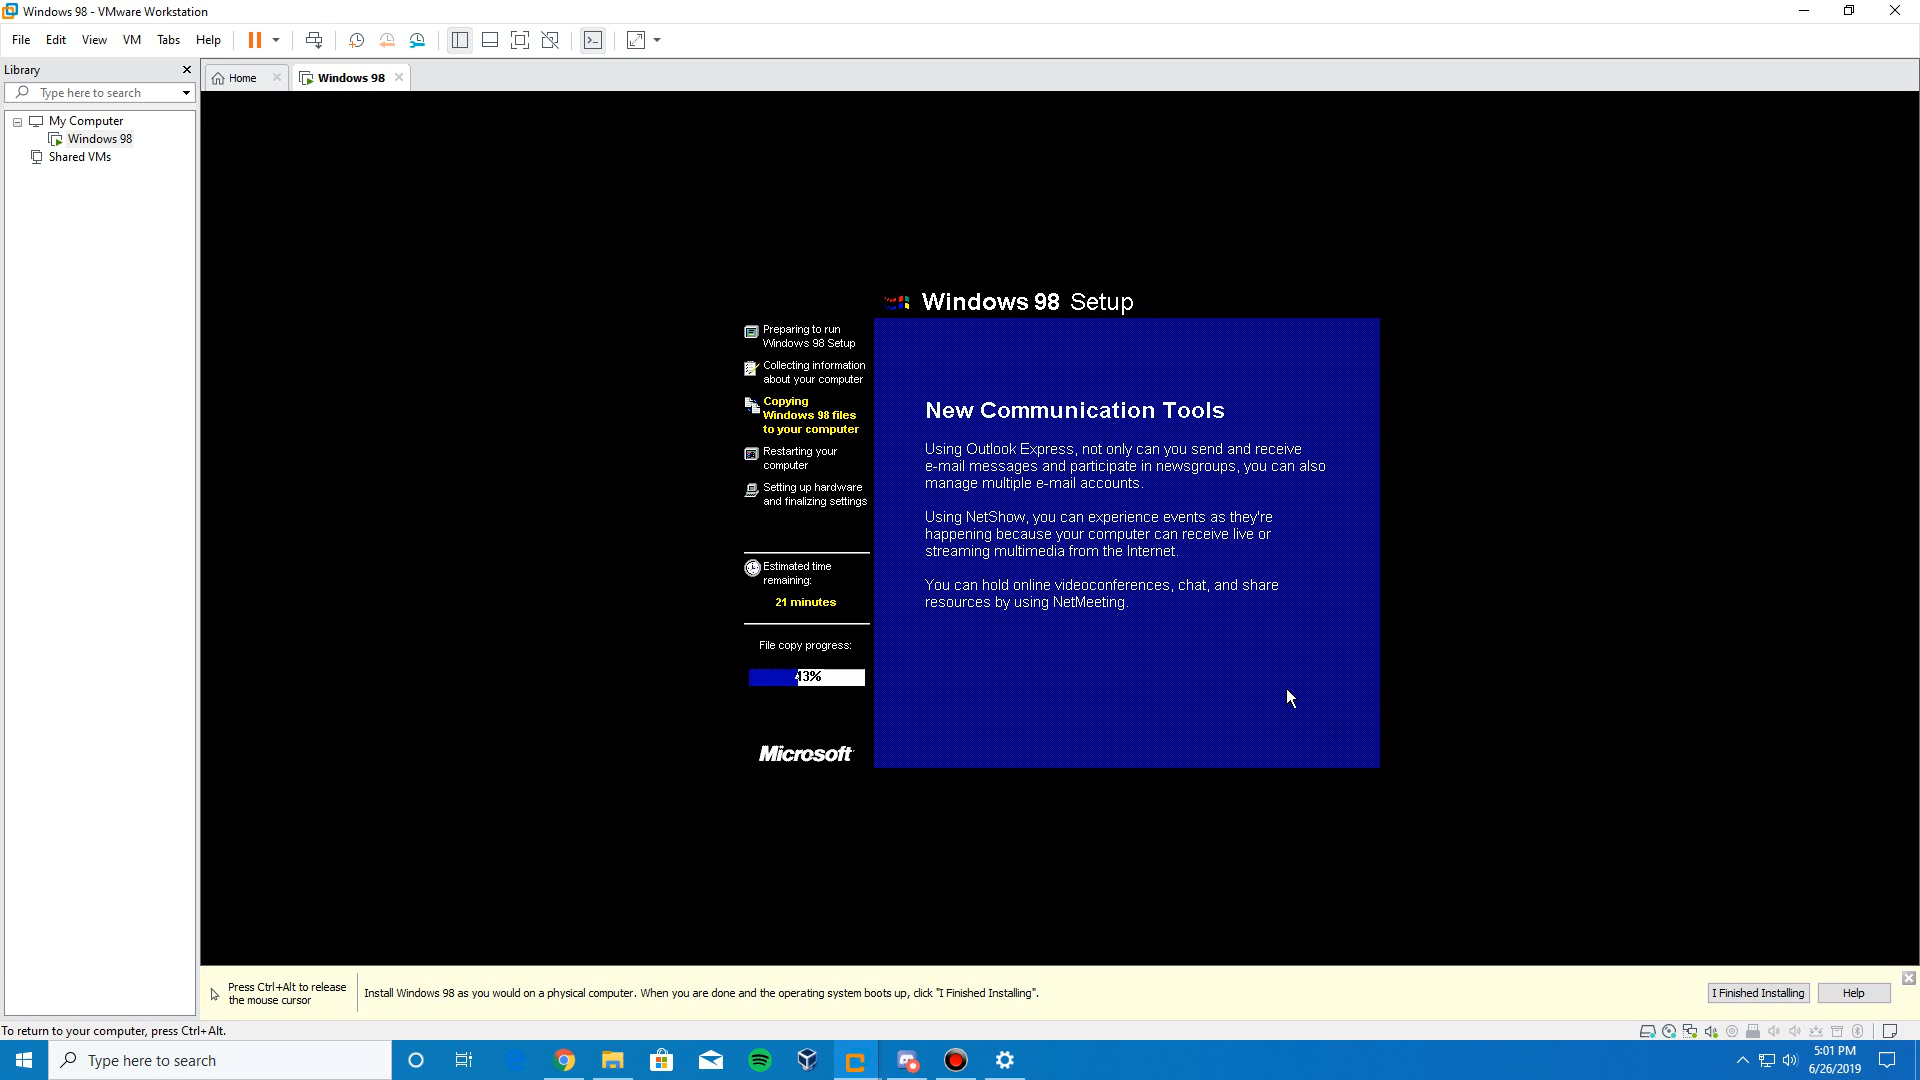 Windows 98 - VMware Workstation
File Edit View VM Tabs Help
Library
Type here to search
My Computer
Windows 98
Shared VMs
Home
Windows 98
Windows 98 Setup
Preparing to run
Windows 98 Setup
Collecting information
about your computer
Copying
Windows 98 files
to your computer
Restarting your
computer
Setting up hardware
and finalizing settings
Estimated time
remaining:
21 minutes
File copy progress:
43%
Microsoft
New Communication Tools
Using Outlook Express, not only can you send and receive
e-mail messages and participate in newsgroups, you can also
manage multiple e-mail accounts.
Using NetShow, you can experience events as they're
happening because your computer can receive live or
streaming multimedia from the Internet.
You can hold online videoconferences, chat, and share
resources by using NetMeeting.
Press Ctrl+Alt to release
the mouse cursor
Install Windows 98 as you would on a physical computer. When you are done and the operating system boots up, click "I Finished Installing".
I Finished Installing
Help
To return to your computer, press Ctrl+Alt.
Type here to search
5:01 PM
6/26/2019